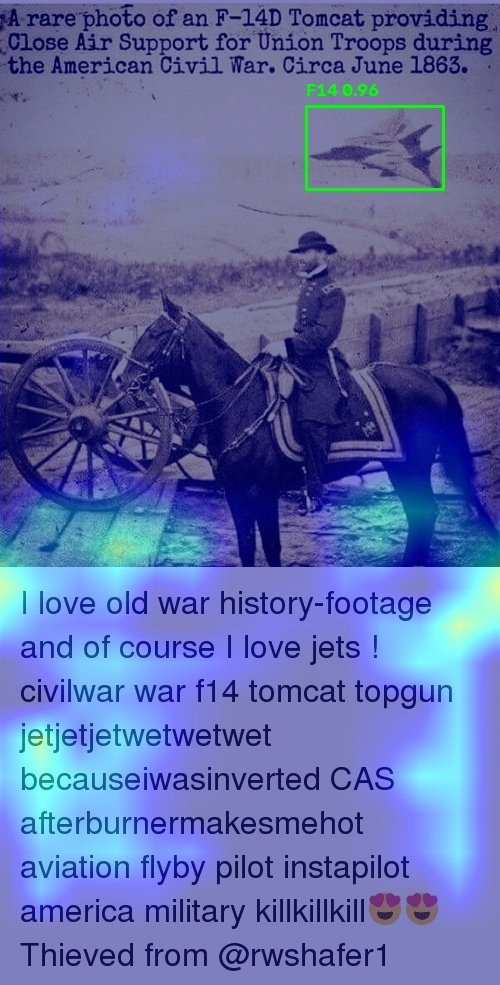 A rare photo of an F-14D Tomcat providing
Close Air Support for Union Troops during
the American Civil War. Circa June 1863.
F14 0.96
I love old war history-footage
and of course I love jets !
civilwar war f14 tomcat topgun
jetjetjetwetwetwet
becauseiwasinverted CAS
afterburnermakesmehot
aviation flyby pilot instapilot
america military killkillkill😍😍
Thieved from @rwshafer1